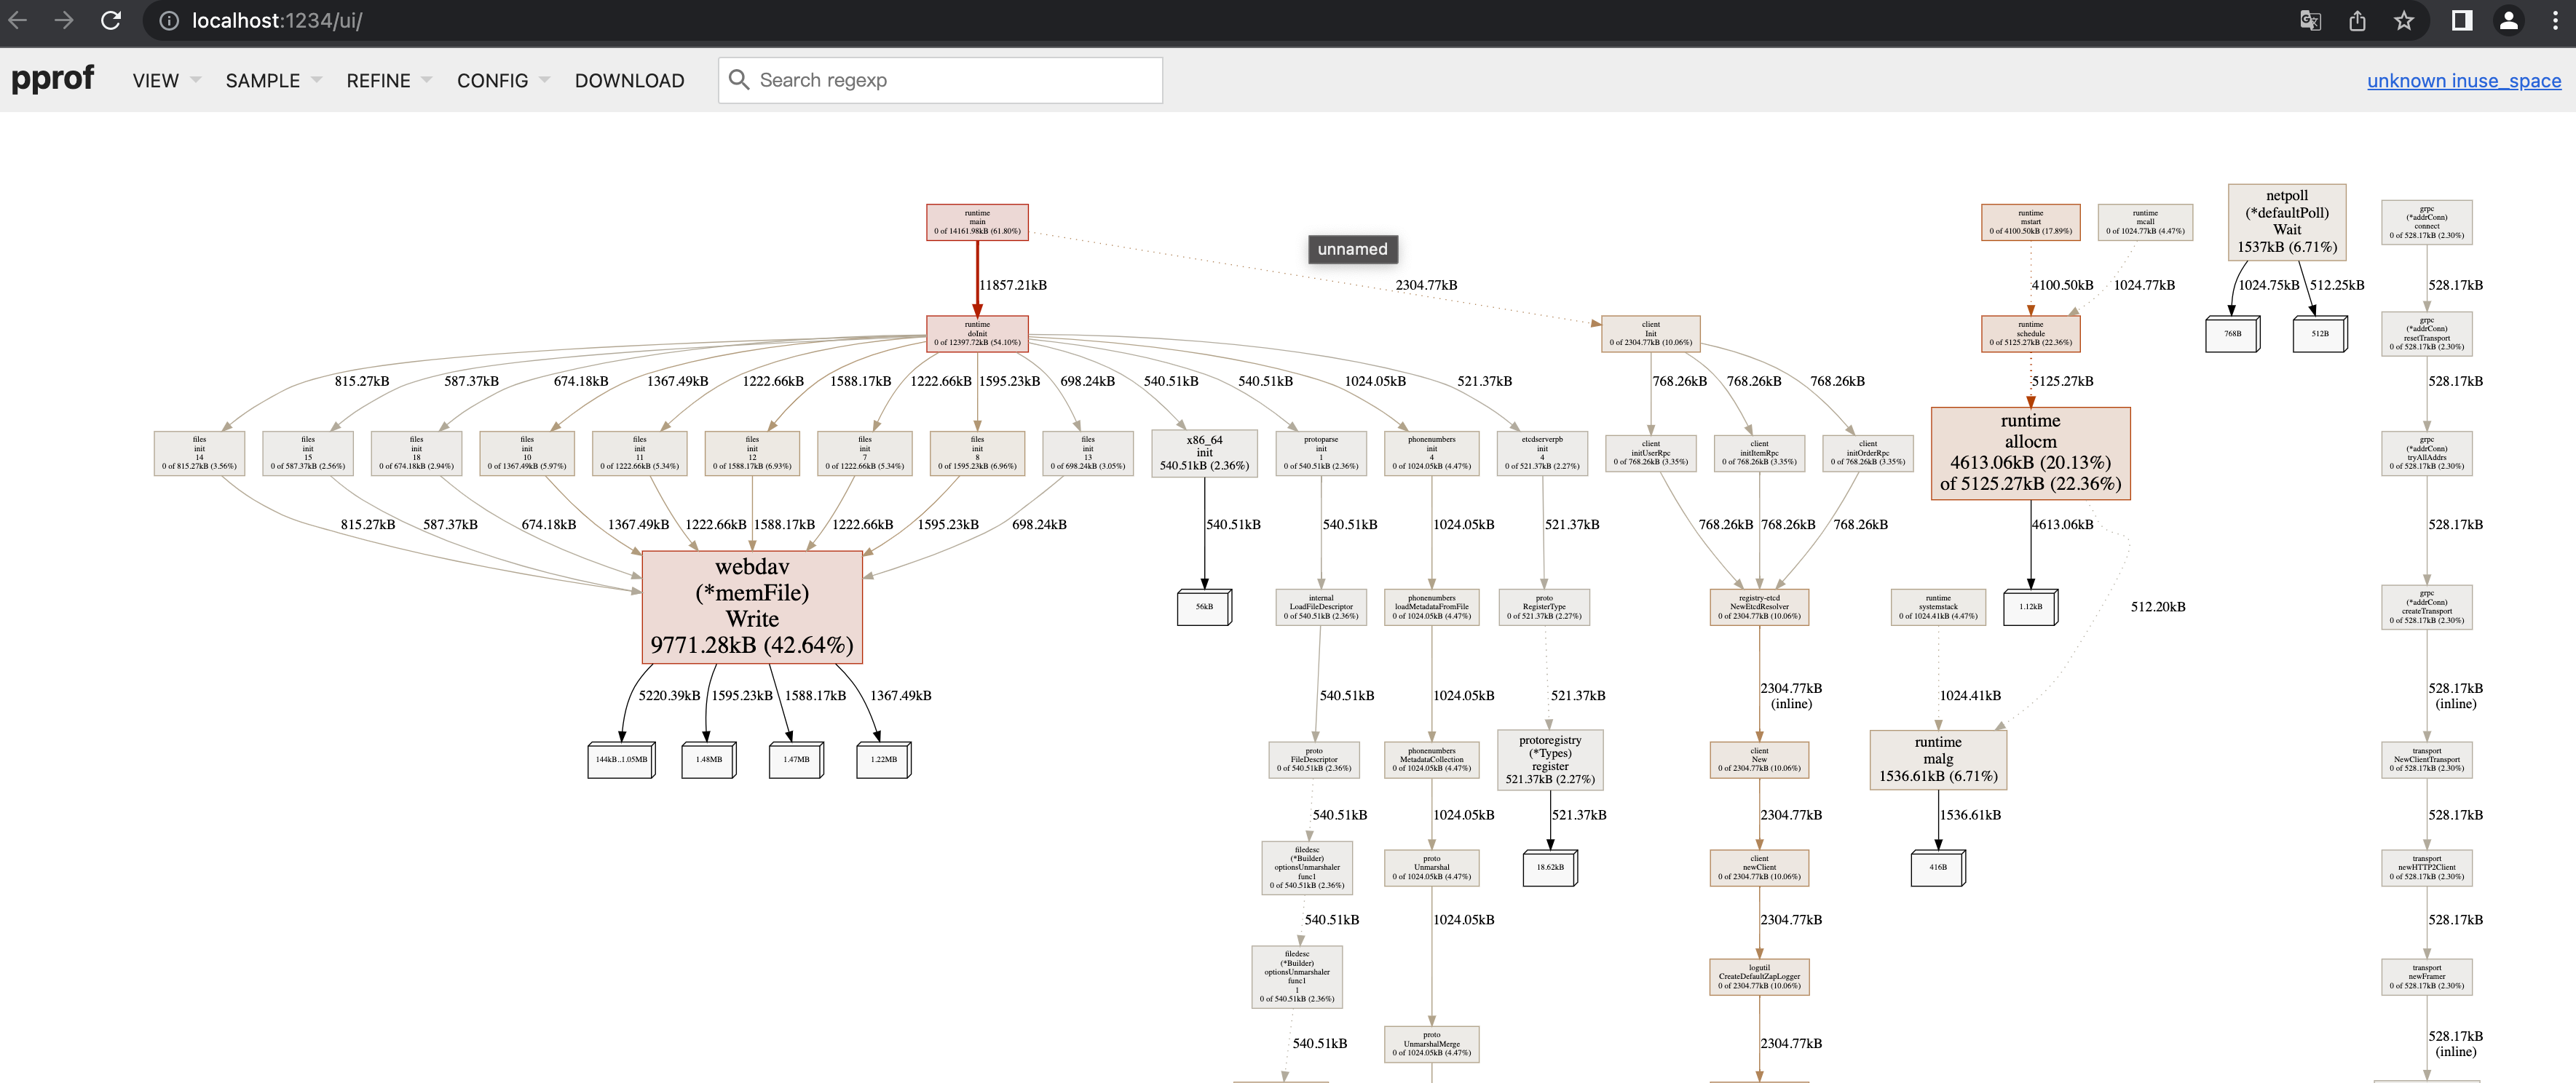 localhost:1234/ui/
pprof
VIEW
SAMPLE
REFINE
CONFIG
DOWNLOAD
Search regexp
unknown inuse_space
unnamed
runtime
main
0 of 14161.98kB (61.80%)
11857.21kB
2304.77kB
runtime
doInit
0 of 12397.72kB (54.10%)
815.27kB
587.37kB
674.18kB
1367.49kB
1222.66kB
1588.17kB
1222.66kB
1595.23kB
698.24kB
540.51kB
540.51kB
1024.05kB
521.37kB
files
init
14
0 of 815.27kB (3.56%)
files
init
15
0 of 587.37kB (2.56%)
files
init
18
0 of 674.18kB (2.94%)
files
init
10
0 of 1367.49kB (5.97%)
files
init
11
0 of 1222.66kB (5.34%)
files
init
12
0 of 1588.17kB (6.93%)
files
init
7
0 of 1222.66kB (5.34%)
files
init
8
0 of 1595.23kB (6.96%)
files
init
13
0 of 698.24kB (3.05%)
x86_64
init
540.51kB (2.36%)
protoparse
init
1
0 of 540.51kB (2.36%)
phonenumbers
init
4
0 of 1024.05kB (4.47%)
etcdserverpb
init
4
0 of 521.37kB (2.27%)
815.27kB
587.37kB
674.18kB
1367.49kB
1222.66kB
1588.17kB
1222.66kB
1595.23kB
698.24kB
540.51kB
540.51kB
1024.05kB
521.37kB
webdav
(*memFile)
Write
9771.28kB (42.64%)
5220.39kB
1595.23kB
1588.17kB
1367.49kB
144kB..1.05MB
1.48MB
1.47MB
1.22MB
56kB
internal
LoadFileDescriptor
0 of 540.51kB (2.36%)
540.51kB
proto
FileDescriptor
0 of 540.51kB (2.36%)
540.51kB
filedesc
(*Builder)
optionsUnmarshaler
func1
0 of 540.51kB (2.36%)
540.51kB
filedesc
(*Builder)
optionsUnmarshaler
func1
1
0 of 540.51kB (2.36%)
540.51kB
phonenumbers
loadMetadataFromFile
0 of 1024.05kB (4.47%)
1024.05kB
phonenumbers
MetadataCollection
0 of 1024.05kB (4.47%)
1024.05kB
proto
Unmarshal
0 of 1024.05kB (4.47%)
1024.05kB
proto
UnmarshalMerge
0 of 1024.05kB (4.47%)
proto
RegisterType
0 of 521.37kB (2.27%)
521.37kB
protoregistry
(*Types)
register
521.37kB (2.27%)
521.37kB
18.62kB
client
Init
0 of 2304.77kB (10.06%)
768.26kB
768.26kB
768.26kB
client
initUserRpc
0 of 768.26kB (3.35%)
client
initItemRpc
0 of 768.26kB (3.35%)
client
initOrderRpc
0 of 768.26kB (3.35%)
768.26kB
768.26kB
768.26kB
registry-etcd
NewEtcdResolver
0 of 2304.77kB (10.06%)
2304.77kB
(inline)
client
New
0 of 2304.77kB (10.06%)
2304.77kB
client
newClient
0 of 2304.77kB (10.06%)
2304.77kB
logutil
CreateDefaultZapLogger
0 of 2304.77kB (10.06%)
2304.77kB
runtime
mstart
0 of 4100.50kB (17.89%)
runtime
mcall
0 of 1024.77kB (4.47%)
4100.50kB
1024.77kB
runtime
schedule
0 of 5125.27kB (22.36%)
5125.27kB
runtime
allocm
4613.06kB (20.13%)
of 5125.27kB (22.36%)
4613.06kB
512.20kB
1.12kB
runtime
systemstack
0 of 1024.41kB (4.47%)
1024.41kB
runtime
malg
1536.61kB (6.71%)
1536.61kB
416B
netpoll
(*defaultPoll)
Wait
1537kB (6.71%)
1024.75kB
512.25kB
768B
512B
grpc
(*addrConn)
connect
0 of 528.17kB (2.30%)
528.17kB
grpc
(*addrConn)
resetTransport
0 of 528.17kB (2.30%)
528.17kB
grpc
(*addrConn)
tryAllAddrs
0 of 528.17kB (2.30%)
528.17kB
grpc
(*addrConn)
createTransport
0 of 528.17kB (2.30%)
528.17kB
(inline)
transport
NewClientTransport
0 of 528.17kB (2.30%)
528.17kB
transport
newHTTP2Client
0 of 528.17kB (2.30%)
528.17kB
transport
newFramer
0 of 528.17kB (2.30%)
528.17kB
(inline)